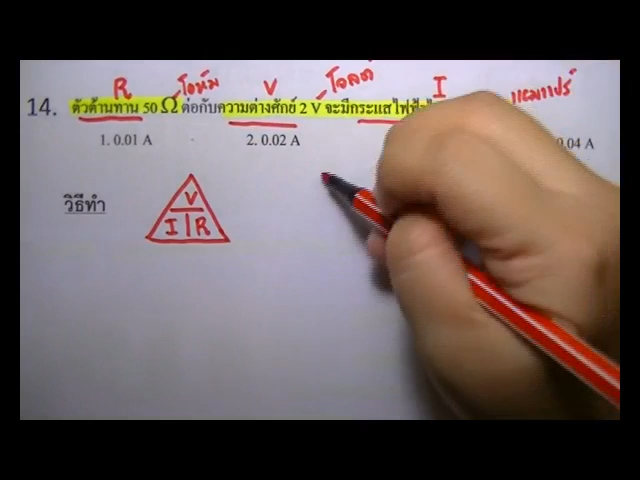 R โอห์ม V โวลต์ I แอมแปร์
14. ตัวต้านทาน 50 Ω ต่อกับความต่างศักย์ 2 V จะมีกระแสไฟฟ้า
1. 0.01 A 2. 0.02 A 0.04 A
วิธีทำ
V
I R